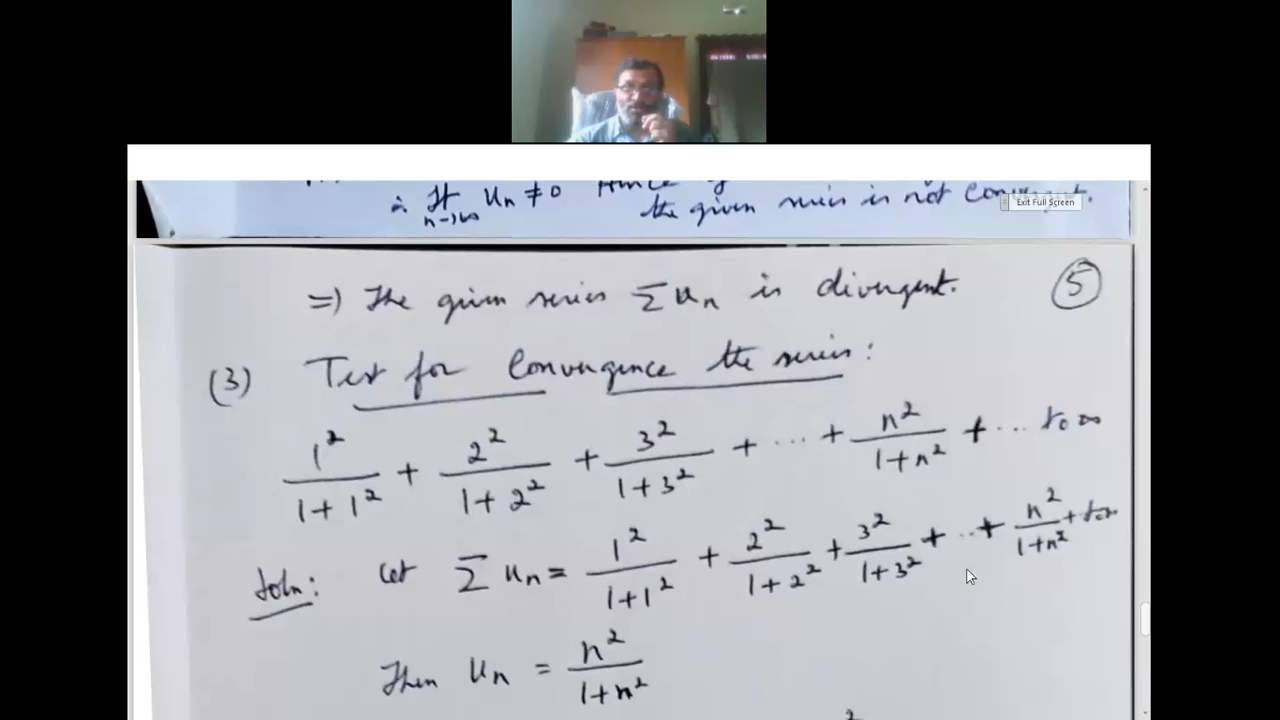 ∴ lt n→∞ Un ≠ 0 Hence
the given series is not convergent.
Exit Full Screen
=) The given series ∑Un is divergent. (5)
(3) Test for Convergence the series:
1²/(1+1²) + 2²/(1+2²) + 3²/(1+3²) + ... + n²/(1+n²) + ... to ∞
Soln: Let ∑Un = 1²/(1+1²) + 2²/(1+2²) + 3²/(1+3²) + ... + n²/(1+n²) + to ∞
Then Un = n²/(1+n²)